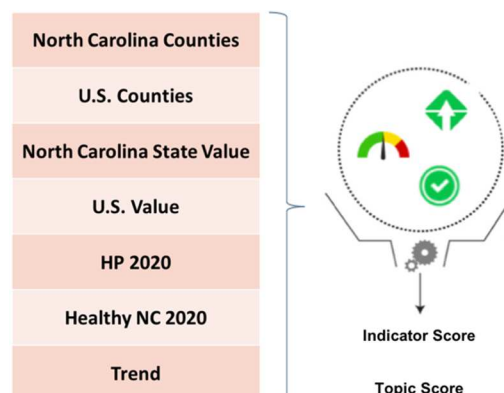 North Carolina Counties
U.S. Counties
North Carolina State Value
U.S. Value
HP 2020
Healthy NC 2020
Trend
Indicator Score
Topic Score